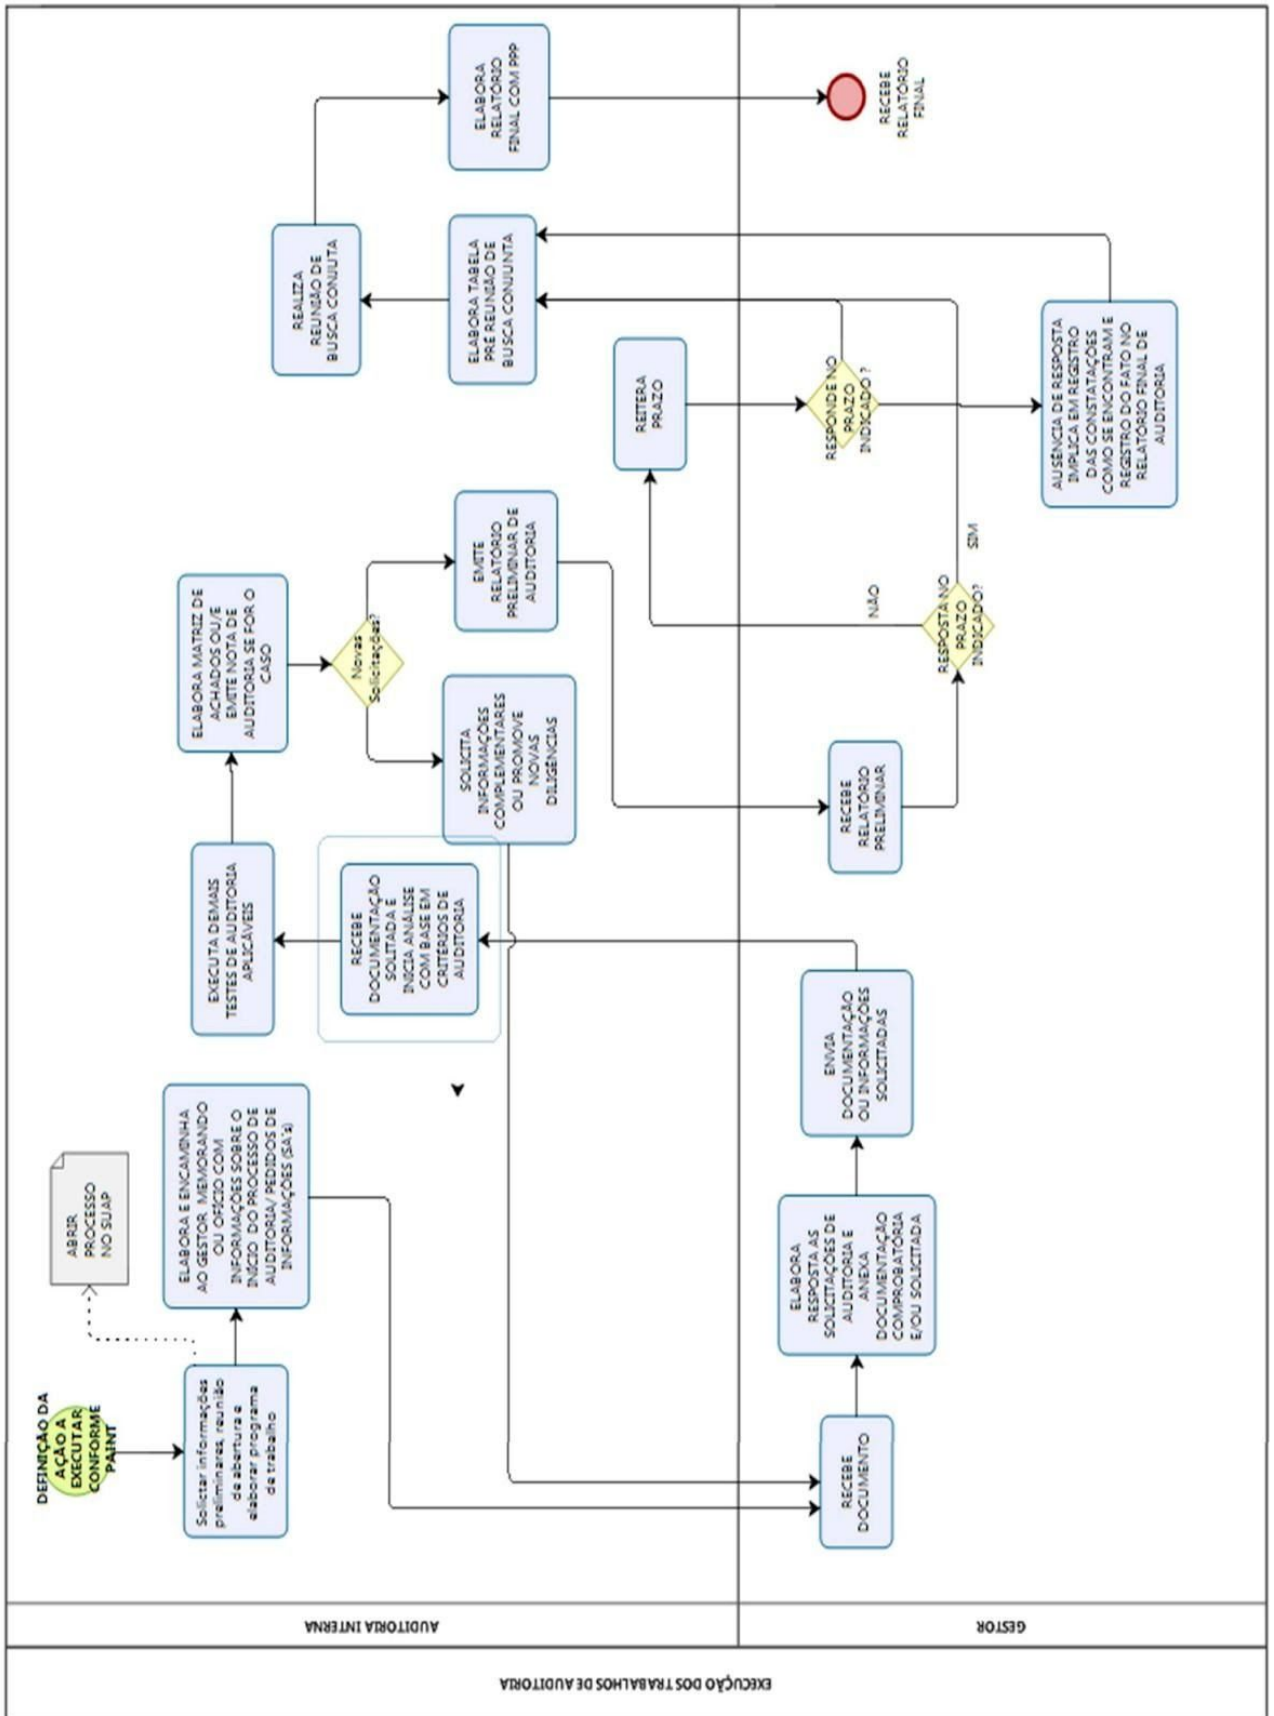 EXECUÇÃO DOS TRABALHOS DE AUDITORIA
AUDITORIA INTERNA
DEFINIÇÃO DA
AÇÃO A
EXECUTAR
CONFORME
PAINT
Solicitar informações
preliminares, reunião
de abertura e
elaborar programa
de trabalho
ABRIR
PROCESSO
NO SUAP
ELABORA E ENCAMINHA
AO GESTOR MEMORANDO
OU OFÍCIO COM
INFORMAÇÕES SOBRE O
INÍCIO DO PROCESSO DE
AUDITORIA/ PEDIDOS DE
INFORMAÇÕES (SA's)
EXECUTA DEMAIS
TESTES DE AUDITORIA
APLICÁVEIS
RECEBE
DOCUMENTAÇÃO
SOLITADA E
INICIA ANÁLISE
COM BASE EM
CRITÉRIOS DE
AUDITORIA
ELABORA MATRIZ DE
ACHADOS OU/E
EMITE NOTA DE
AUDITORIA SE FOR O
CASO
Novas
Solicitações?
SOLICITA
INFORMAÇÕES
COMPLEMENTARES
OU PROMOVE
NOVAS
DILIGÊNCIAS
EMITE
RELATÓRIO
PRELIMINAR DE
AUDITORIA
REITERA
PRAZO
REALIZA
REUNIÃO DE
BUSCA CONJUTA
ELABORA TABELA
PRE REUNIÃO DE
BUSCA CONJUNTA
ELABORA
RELATÓRIO
FINAL COM PPP
GESTOR
RECEBE
DOCUMENTO
ELABORA
RESPOSTA AS
SOLICITAÇÕES DE
AUDITORIA E
ANEXA
DOCUMENTAÇÃO
COMPROBATÓRIA
E/OU SOLICITADA
ENVIA
DOCUMENTAÇÃO
OU INFORMAÇÕES
SOLICITADAS
RECEBE
RELATÓRIO
PRELIMINAR
RESPOSTA NO
PRAZO
INDICADO?
NÃO
SIM
RESPONDE NO
PRAZO
INDICADO ?
AUSÊNCIA DE RESPOSTA
IMPLICA EM REGISTRO
DAS CONSTATAÇÕES
COMO SE ENCONTRAM E
REGISTRO DO FATO NO
RELATÓRIO FINAL DE
AUDITORIA
RECEBE
RELATÓRIO
FINAL